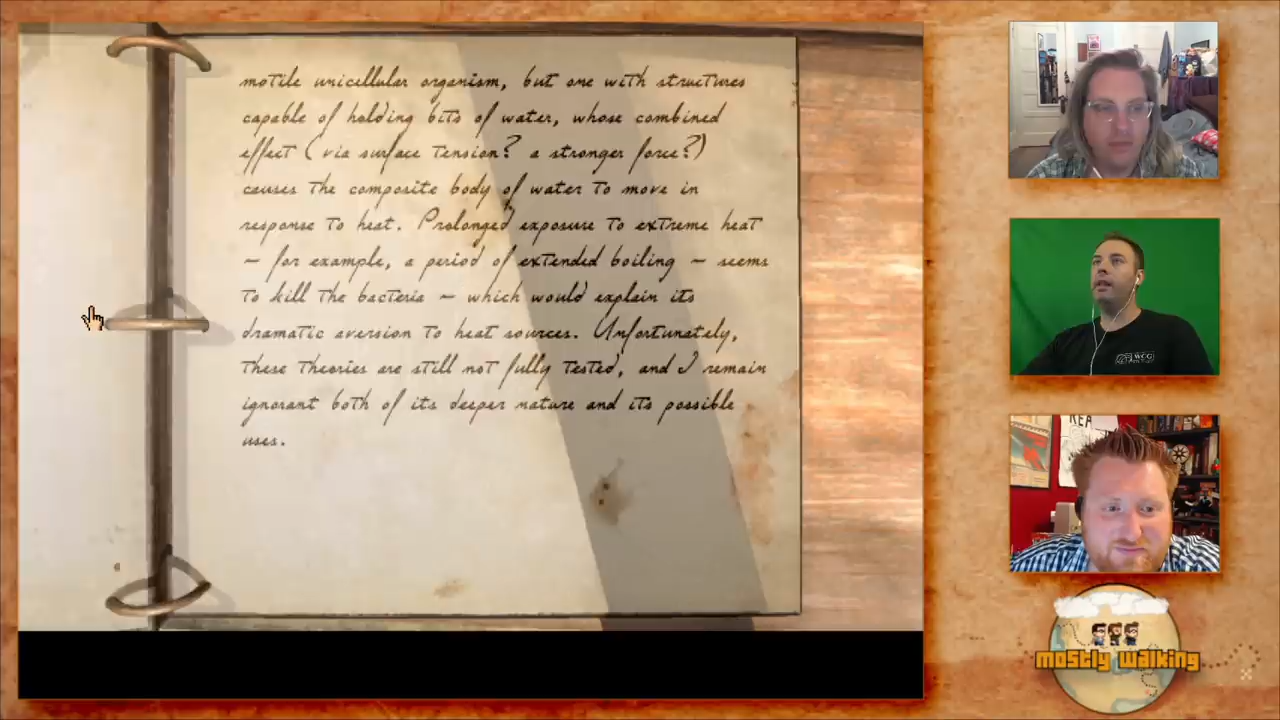 motile unicellular organism, but one with structures
capable of holding bits of water, whose combined
effect (via surface tension? a stronger force?)
causes the composite body of water to move in
response to heat. Prolonged exposure to extreme heat
– for example, a period of extended boiling – seems
to kill the bacteria – which would explain its
dramatic aversion to heat sources. Unfortunately,
these theories are still not fully tested, and I remain
ignorant both of its deeper nature and its possible
uses.
WCG
REA
mostly walking